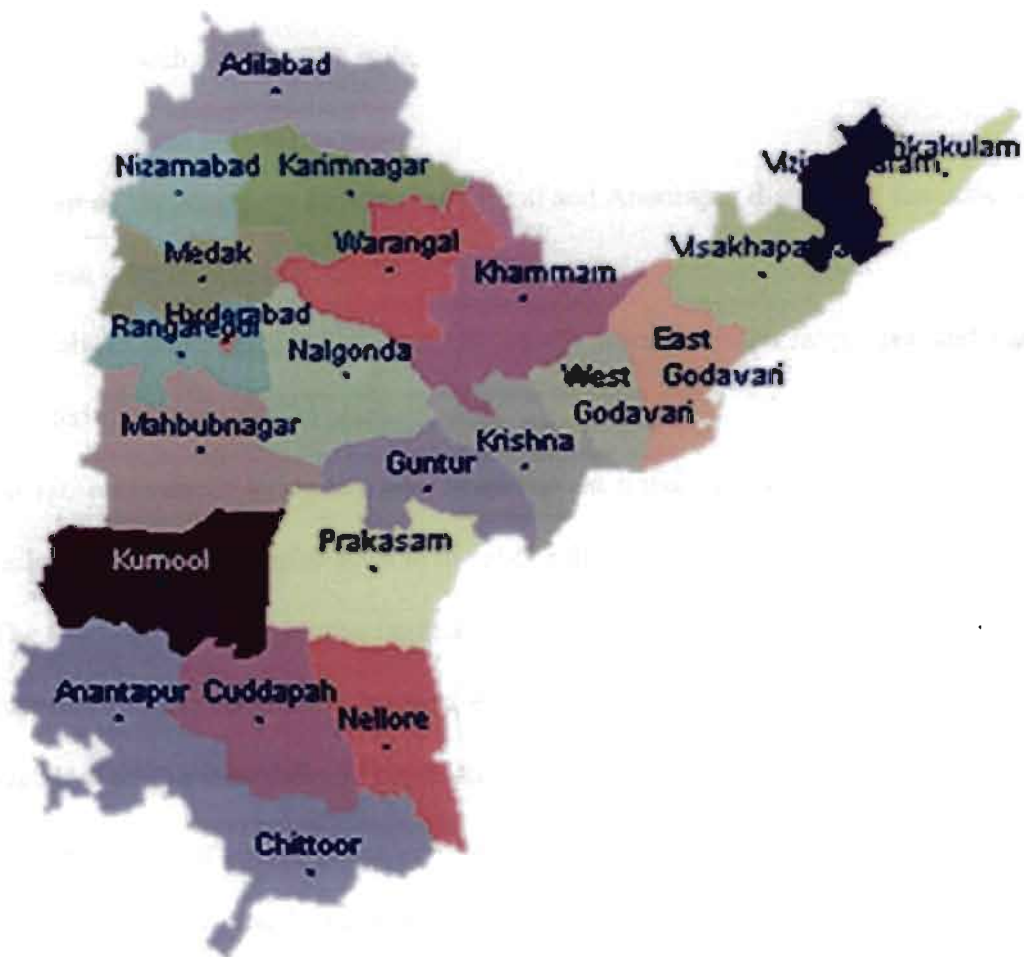 Adilabad
Nizamabad Karimnagar
Warangal
Medak
Khammam
Hyderabad
Rangareddi
Nalgonda
East
Godavari
West
Godavari
Mahbubnagar
Krishna
Guntur
Prakasam
Kurnool
Anantapur Cuddapah
Nellore
Chittoor